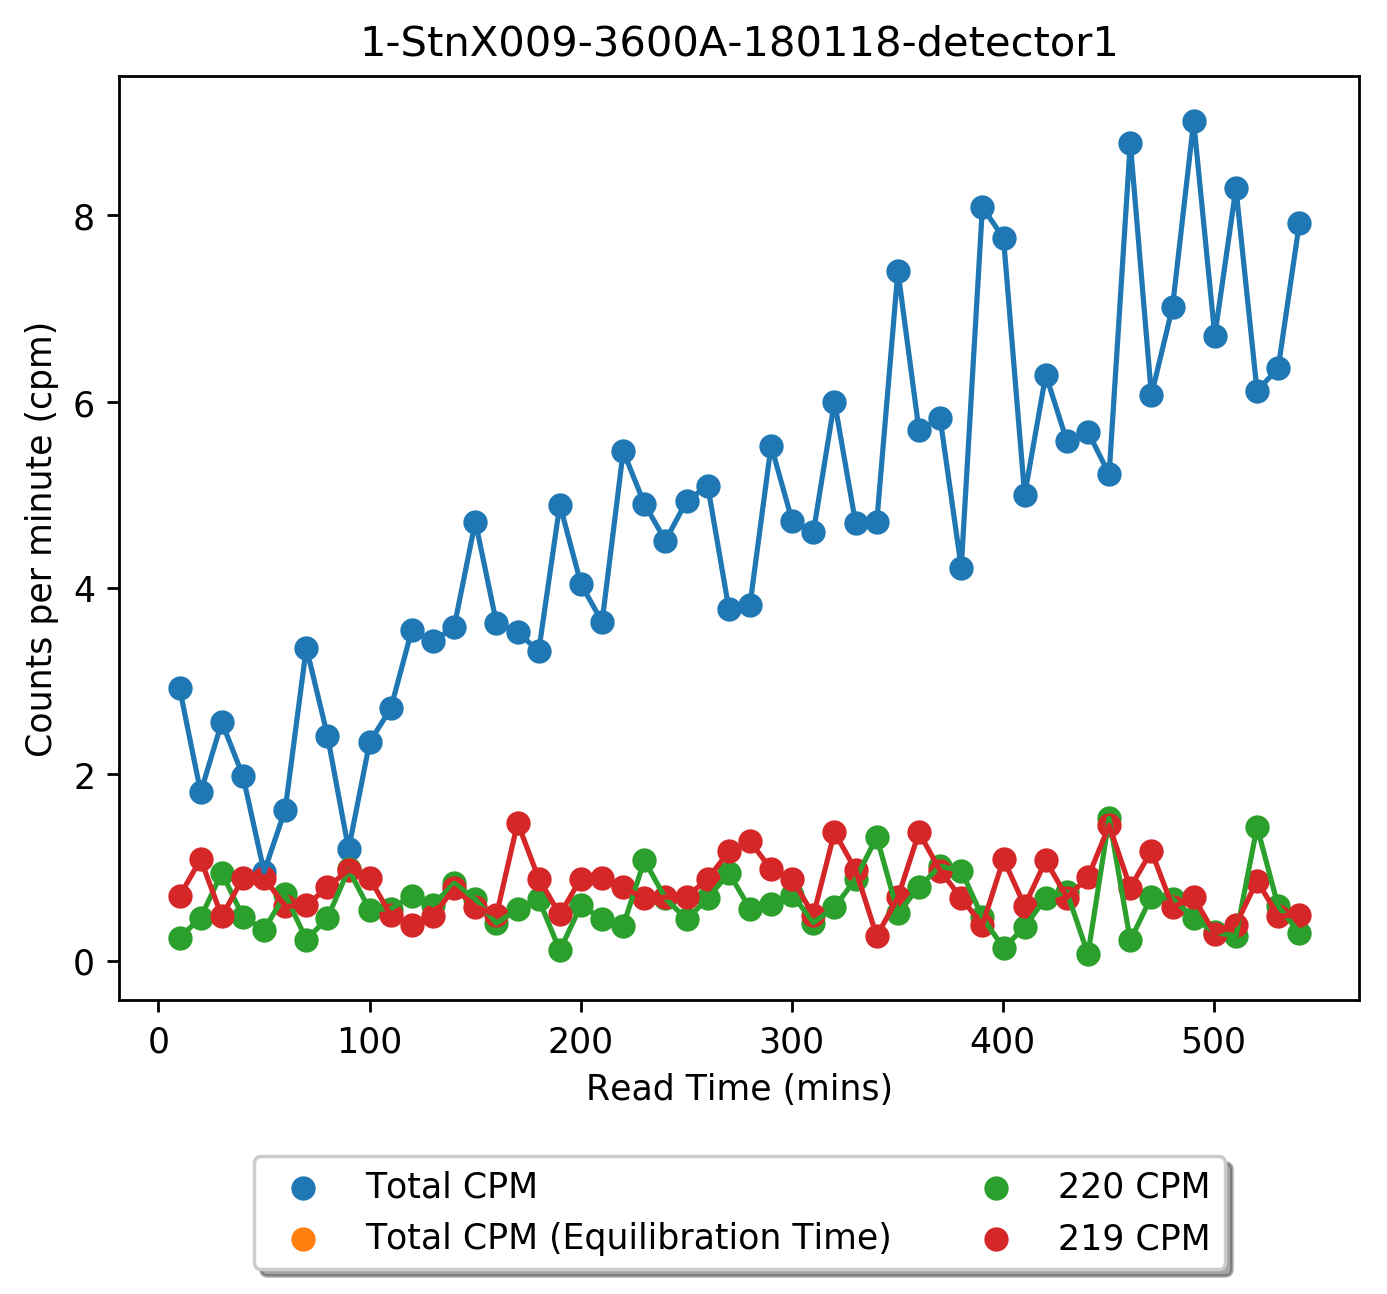 1-StnX009-3600A-180118-detector1
Counts per minute (cpm)
8
6
4
2
0
0 100 200 300 400 500
Read Time (mins)
Total CPM
Total CPM (Equilibration Time)
220 CPM
219 CPM